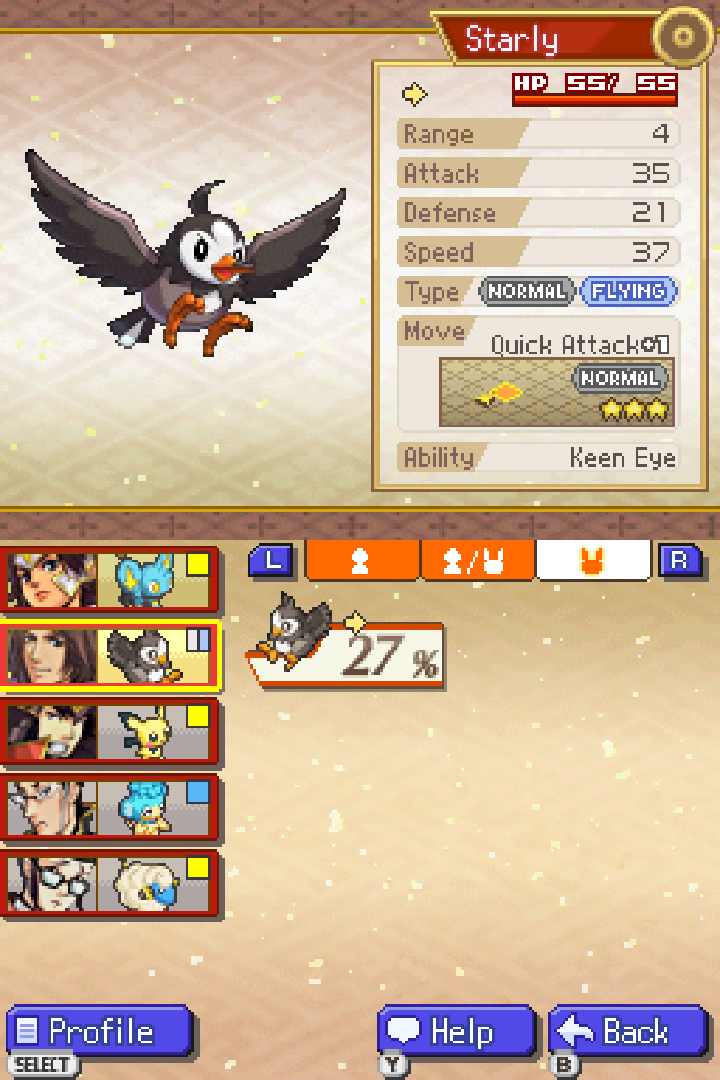 Starly
HP 55/ 55
Range 4
Attack 35
Defense 21
Speed 37
Type NORMAL FLYING
Move
Quick Attack
NORMAL
Ability Keen Eye
L / R
27 %
Profile
SELECT
Help
Y
Back
B